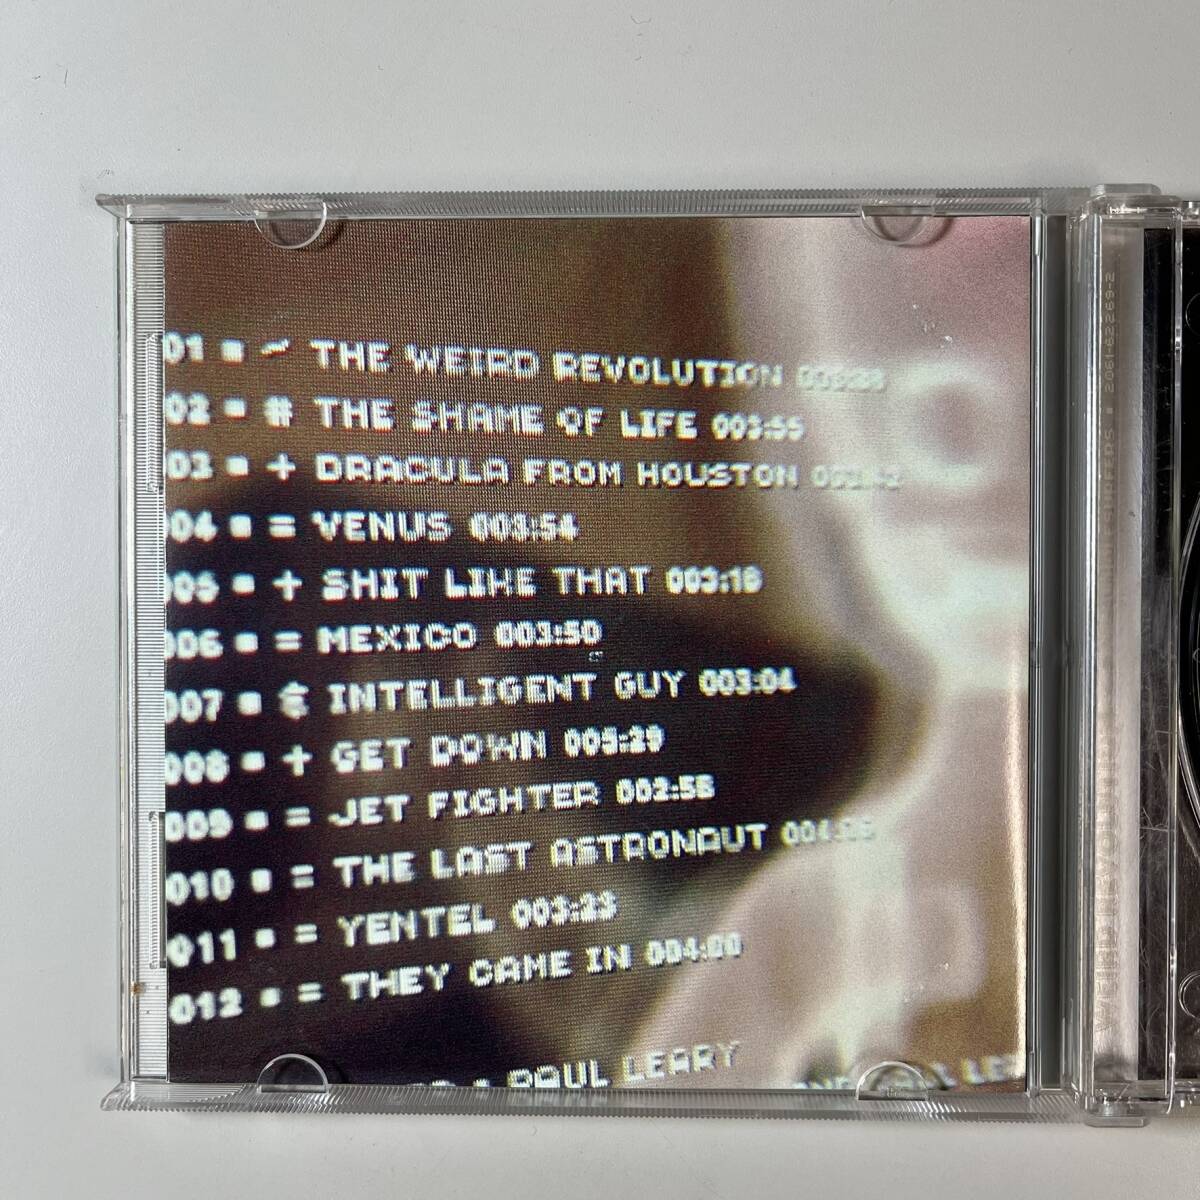 01 ▪ ~ THE WEIRD REVOLUTION
02 ▪ # THE SHAME OF LIFE 003:55
03 ▪ + DRACULA FROM HOUSTON
004 ▪ = VENUS 003:54
005 ▪ + SHIT LIKE THAT 003:18
006 ▪ = MEXICO 003:50
007 ▪ INTELLIGENT GUY 003:04
008 ▪ + GET DOWN 005:29
009 ▪ = JET FIGHTER
010 ▪ = THE LAST ASTRONAUT
011 ▪ = YENTEL 003:23
012 ▪ = THEY CAME IN 004:00
PAUL LEARY
2061-62269-2